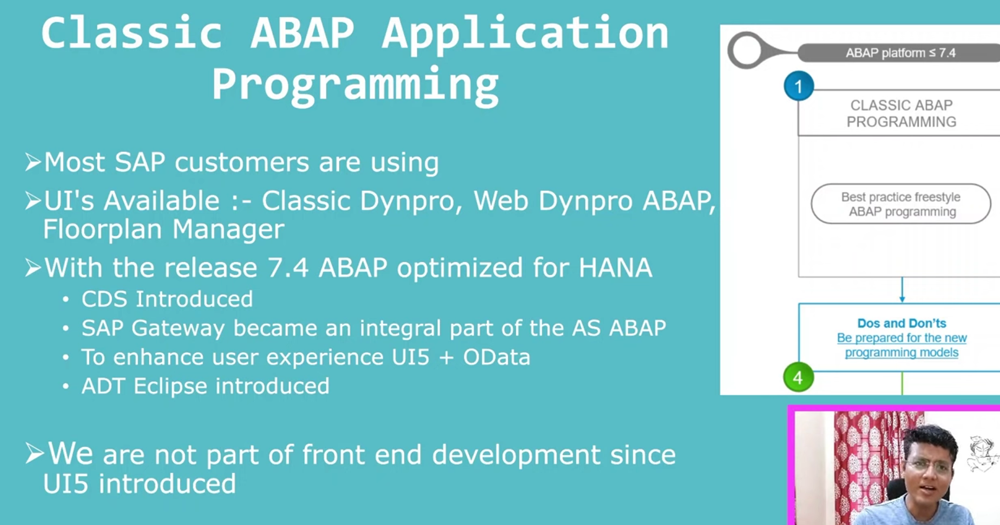 Classic ABAP Application
Programming
➢Most SAP customers are using
➢UI's Available :- Classic Dynpro, Web Dynpro ABAP,
Floorplan Manager
➢With the release 7.4 ABAP optimized for HANA
• CDS Introduced
• SAP Gateway became an integral part of the AS ABAP
• To enhance user experience UI5 + OData
• ADT Eclipse introduced
➢We are not part of front end development since
UI5 introduced
ABAP platform ≤ 7.4
1
CLASSIC ABAP
PROGRAMMING
Best practice freestyle
ABAP programming
Dos and Don'ts
Be prepared for the new
programming models
4